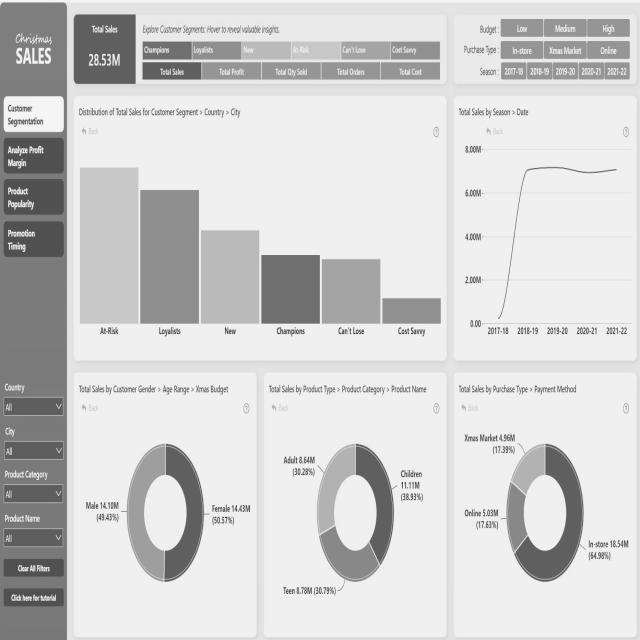 Christmas
SALES
Customer
Segmentation
Analyze Profit
Margin
Product
Popularity
Promotion
Timing
Country
All
City
All
Product Category
All
Product Name
All
Clear All Filters
Click here for tutorial
Total Sales
28.53M
Explore Customer Segments: Hover to reveal valuable insights.
Champions Loyalists New At-Risk Can't Lose Cost Savvy
Total Sales Total Profit Total Qty Sold Total Orders Total Cost
Budget : Low Medium High
Purchase Type : In-store Xmas Market Online
Season : 2017-18 2018-19 2019-20 2020-21 2021-22
Distribution of Total Sales for Customer Segment > Country > City
Back
At-Risk Loyalists New Champions Can't Lose Cost Savvy
Total Sales by Season > Date
Back
8.00M
6.00M
4.00M
2.00M
0.00
2017-18 2018-19 2019-20 2020-21 2021-22
Total Sales by Customer Gender > Age Range > Xmas Budget
Back
Male 14.10M
(49.43%)
Female 14.43M
(50.57%)
Total Sales by Product Type > Product Category > Product Name
Back
Adult 8.64M
(30.28%)
Children
11.11M
(38.93%)
Teen 8.78M (30.79%)
Total Sales by Purchase Type > Payment Method
Back
Xmas Market 4.96M
(17.39%)
Online 5.03M
(17.63%)
In-store 18.54M
(64.98%)